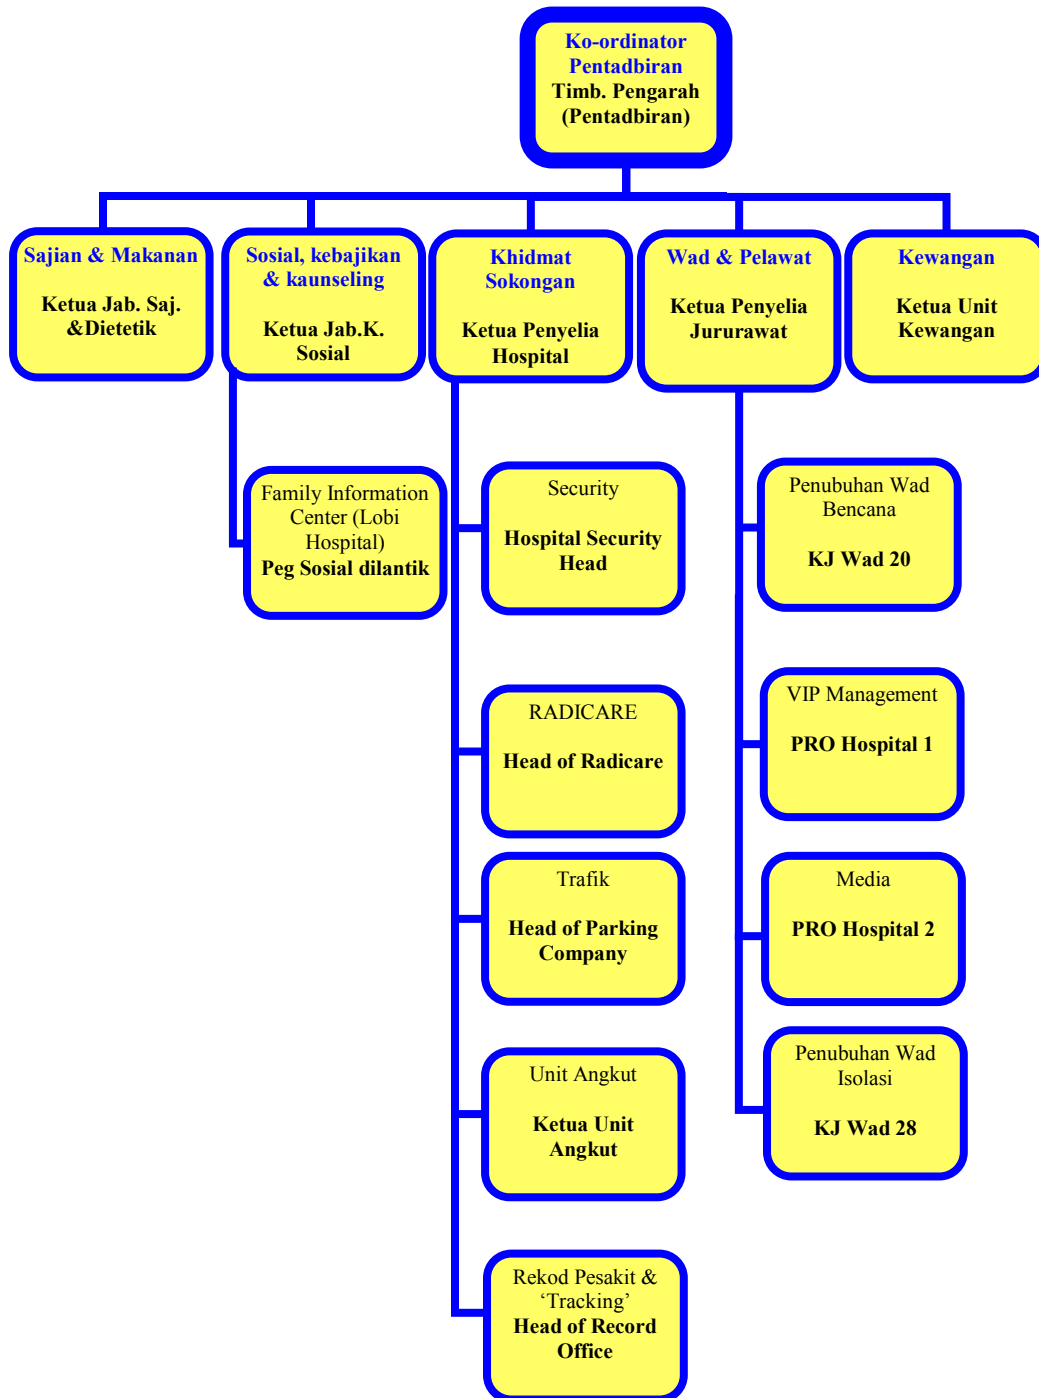 Ko-ordinator
Pentadbiran
Timb. Pengarah
(Pentadbiran)
Sajian & Makanan
Ketua Jab. Saj.
&Dietetik
Sosial, kebajikan
& kaunseling
Ketua Jab.K.
Sosial
Khidmat
Sokongan
Ketua Penyelia
Hospital
Wad & Pelawat
Ketua Penyelia
Jururawat
Kewangan
Ketua Unit
Kewangan
Family Information
Center (Lobi
Hospital)
Peg Sosial dilantik
Security
Hospital Security
Head
RADICARE
Head of Radicare
Trafik
Head of Parking
Company
Unit Angkut
Ketua Unit
Angkut
Rekod Pesakit &
‘Tracking’
Head of Record
Office
Penubuhan Wad
Bencana
KJ Wad 20
VIP Management
PRO Hospital 1
Media
PRO Hospital 2
Penubuhan Wad
Isolasi
KJ Wad 28